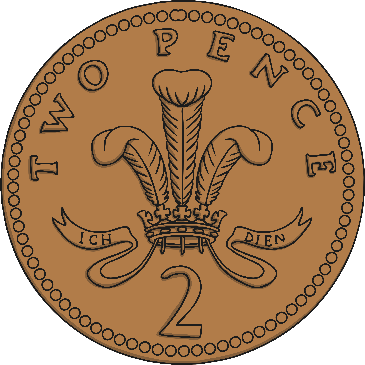 TWO PENCE
ICH DIEN
2